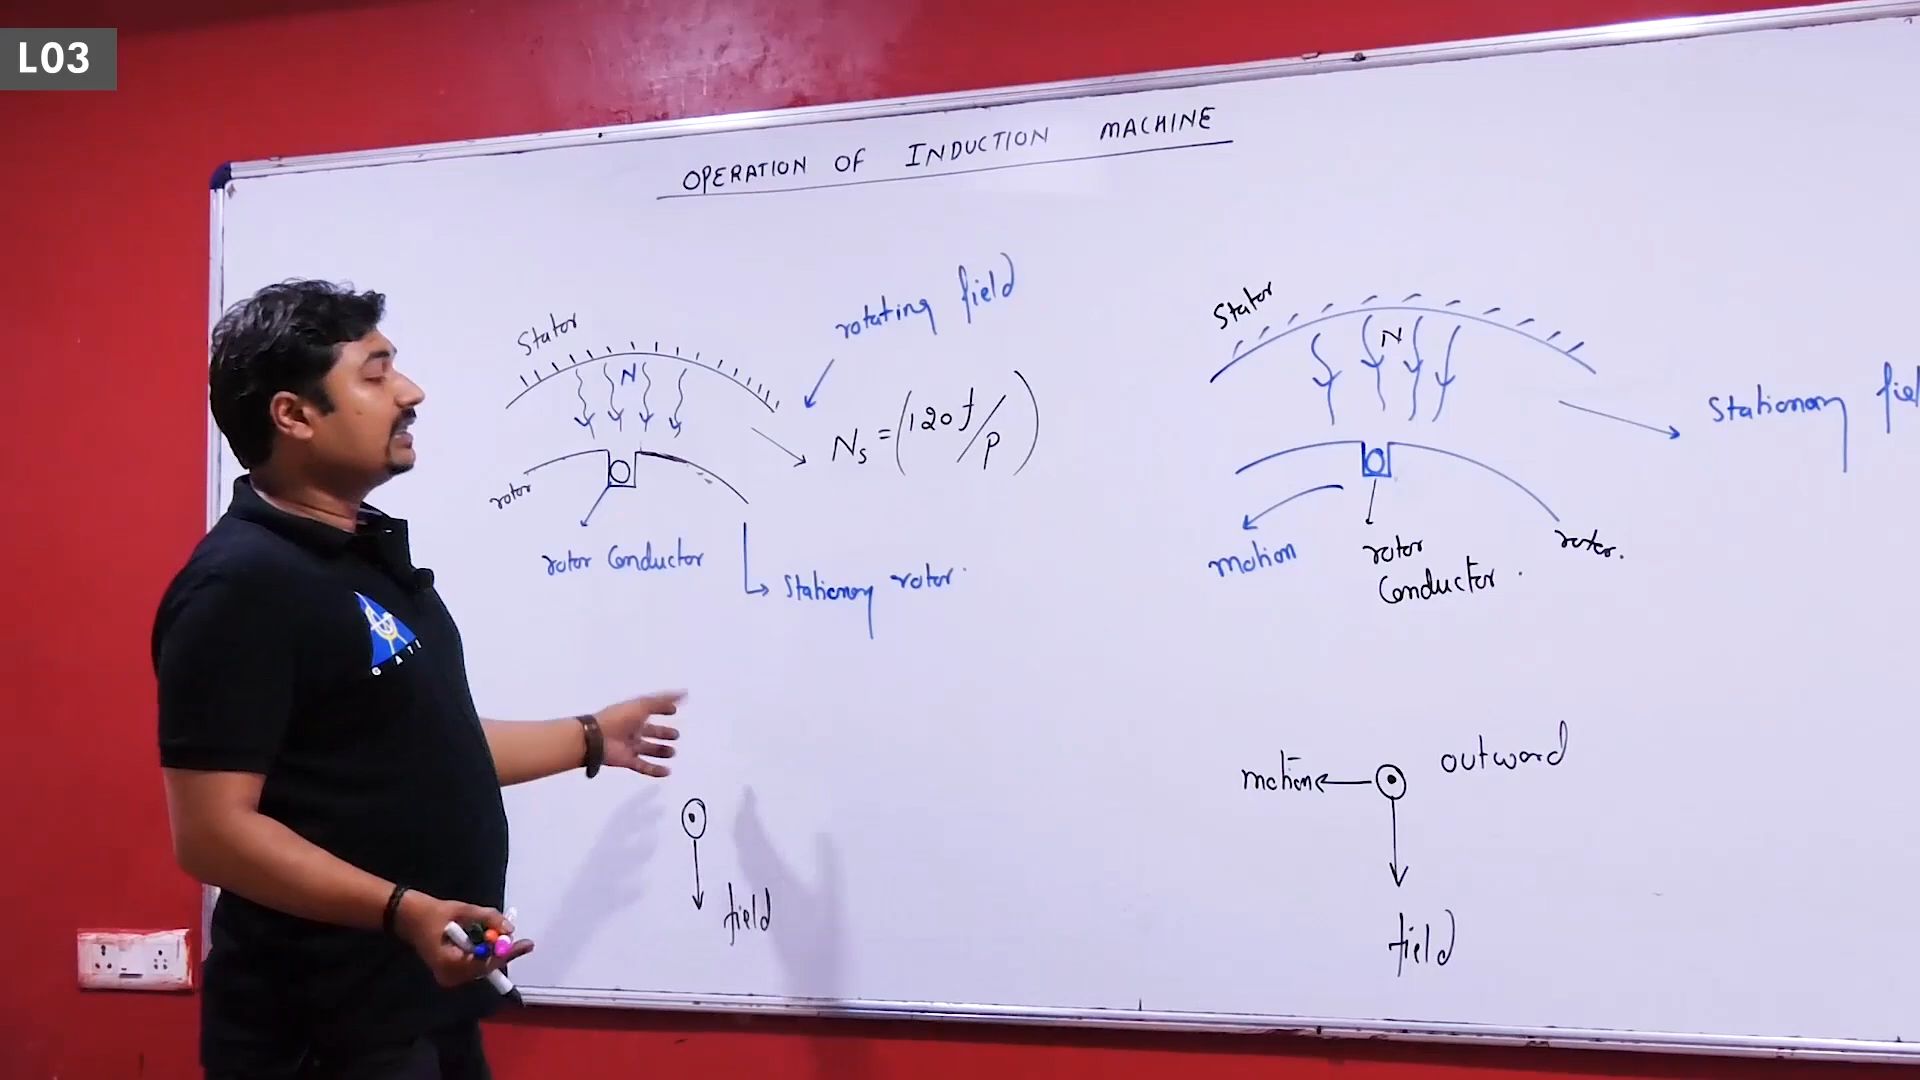 L03
OPERATION OF INDUCTION MACHINE
Stator
N
rotating field
Ns = (120f/P)
rotor
rotor Conductor
Stationary rotor.
field
GATI
Stator
N
Stationary
motion
rotor
Conductor.
rotor.
motion
outward
field